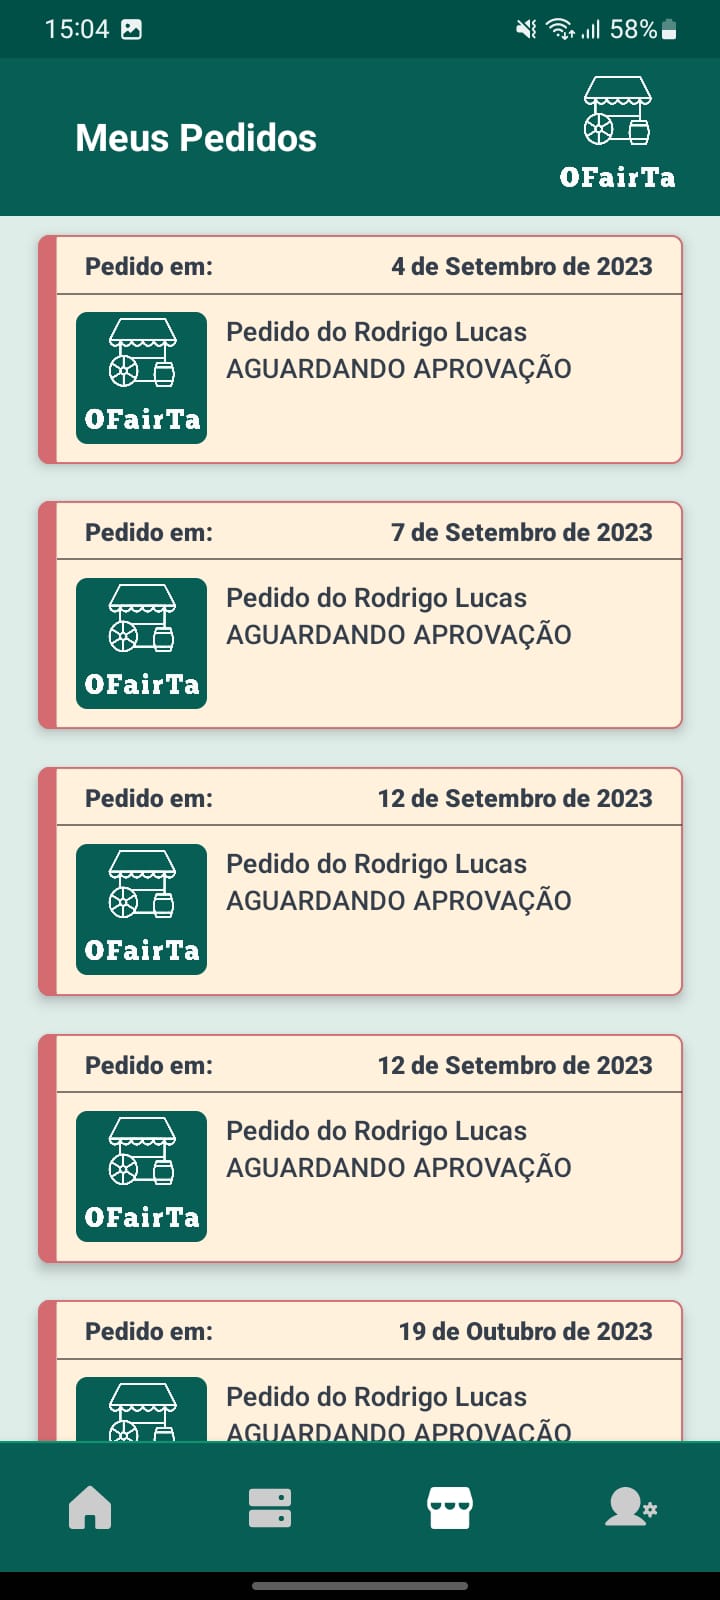 15:04 58%
Meus Pedidos
OFairTa
Pedido em: 4 de Setembro de 2023
Pedido do Rodrigo Lucas
AGUARDANDO APROVAÇÃO
OFairTa
Pedido em: 7 de Setembro de 2023
Pedido do Rodrigo Lucas
AGUARDANDO APROVAÇÃO
OFairTa
Pedido em: 12 de Setembro de 2023
Pedido do Rodrigo Lucas
AGUARDANDO APROVAÇÃO
OFairTa
Pedido em: 12 de Setembro de 2023
Pedido do Rodrigo Lucas
AGUARDANDO APROVAÇÃO
OFairTa
Pedido em: 19 de Outubro de 2023
Pedido do Rodrigo Lucas
AGUARDANDO APROVAÇÃO